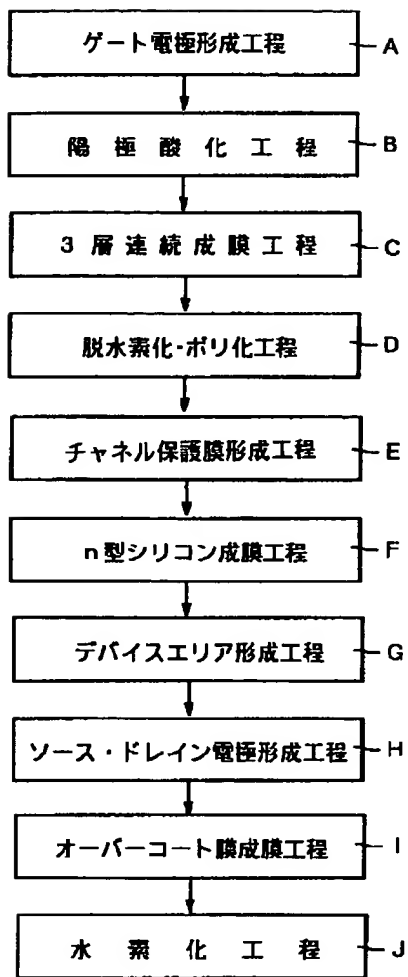 ゲート電極形成工程 A
陽極酸化工程 B
3層連続成膜工程 C
脱水素化・ポリ化工程 D
チャネル保護膜形成工程 E
n型シリコン成膜工程 F
デバイスエリア形成工程 G
ソース・ドレイン電極形成工程 H
オーバーコート膜成膜工程 I
水素化工程 J